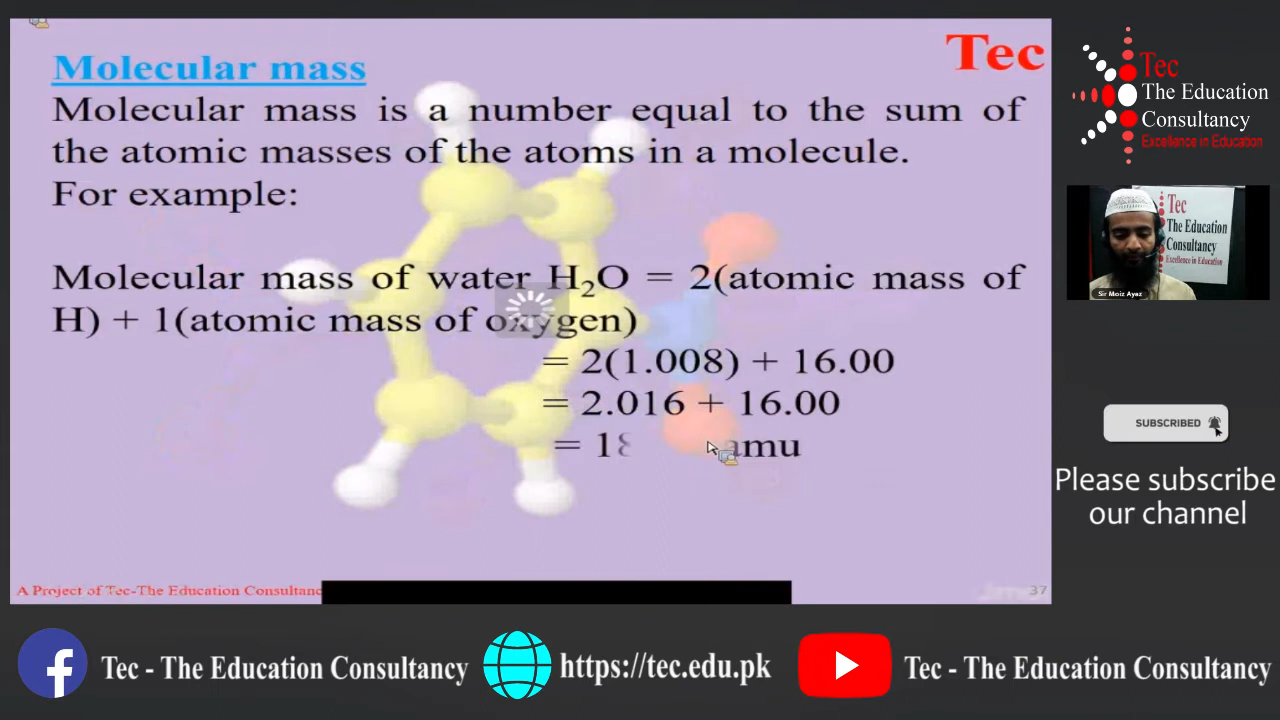 Molecular mass
Tec
Molecular mass is a number equal to the sum of
the atomic masses of the atoms in a molecule.
For example:
Molecular mass of water H₂O = 2(atomic mass of
H) + 1(atomic mass of oxygen)
= 2(1.008) + 16.00
= 2.016 + 16.00
= 18 amu
A Project of Tec-The Education Consultanc
37
Tec
The Education
Consultancy
Excellence in Education
Tec
The Education
Consultancy
Excellence in Education
Sir Moiz Ayaz
SUBSCRIBED
Please subscribe
our channel
Tec - The Education Consultancy
https://tec.edu.pk
Tec - The Education Consultancy